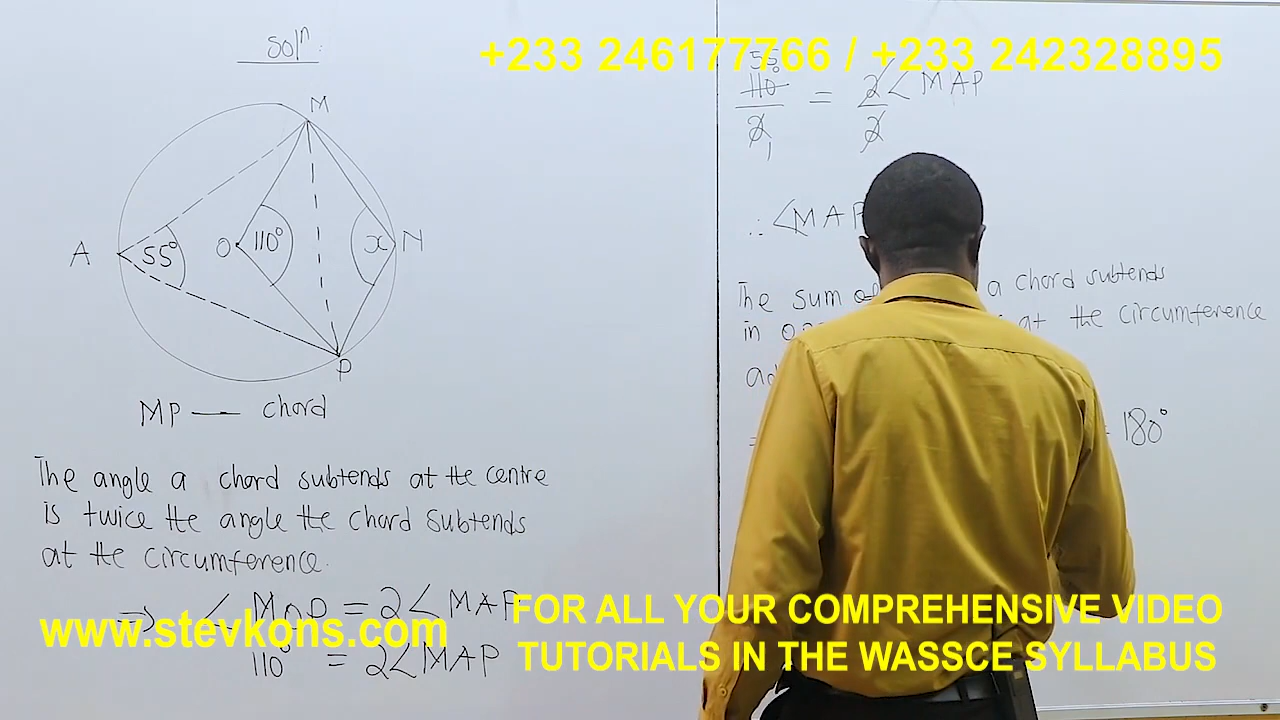 Soln
+233 246177766 / +233 242328895
M
A
55°
O
110°
x
N
P
MP — chord
The angle a chord subtends at the centre
is twice the angle the chord subtends
at the circumference.
⇒ ∠MOP = 2∠MAP
110° = 2∠MAP
55°
110 = 2∠MAP
2 2
1
∴ ∠MAP
The sum of a chord subtends
in at the circumference
= 180°
www.stevkons.com
FOR ALL YOUR COMPREHENSIVE VIDEO
TUTORIALS IN THE WASSCE SYLLABUS